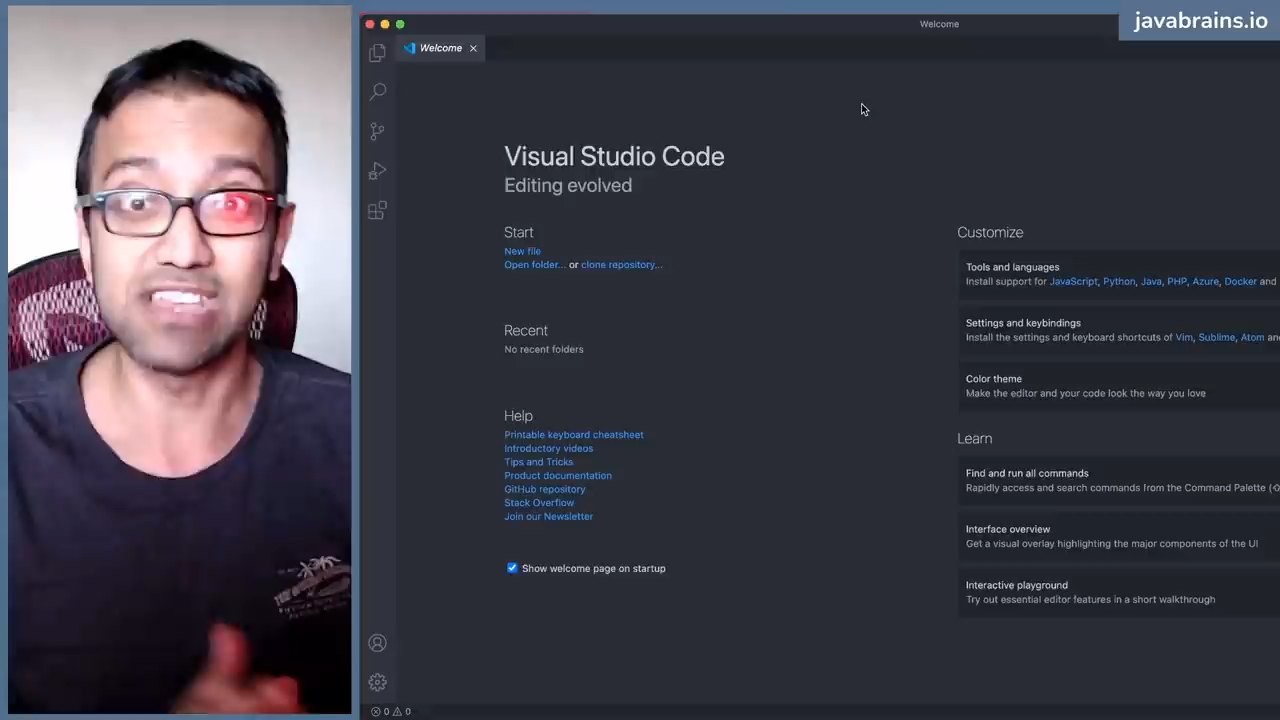 javabrains.io
Welcome
Welcome
Visual Studio Code
Editing evolved
Start
New file
Open folder... or clone repository...
Recent
No recent folders
Help
Printable keyboard cheatsheet
Introductory videos
Tips and Tricks
Product documentation
GitHub repository
Stack Overflow
Join our Newsletter
Show welcome page on startup
Customize
Tools and languages
Install support for JavaScript, Python, Java, PHP, Azure, Docker and
Settings and keybindings
Install the settings and keyboard shortcuts of Vim, Sublime, Atom
Color theme
Make the editor and your code look the way you love
Learn
Find and run all commands
Rapidly access and search commands from the Command Palette (
Interface overview
Get a visual overlay highlighting the major components of the UI
Interactive playground
Try out essential editor features in a short walkthrough
0 0